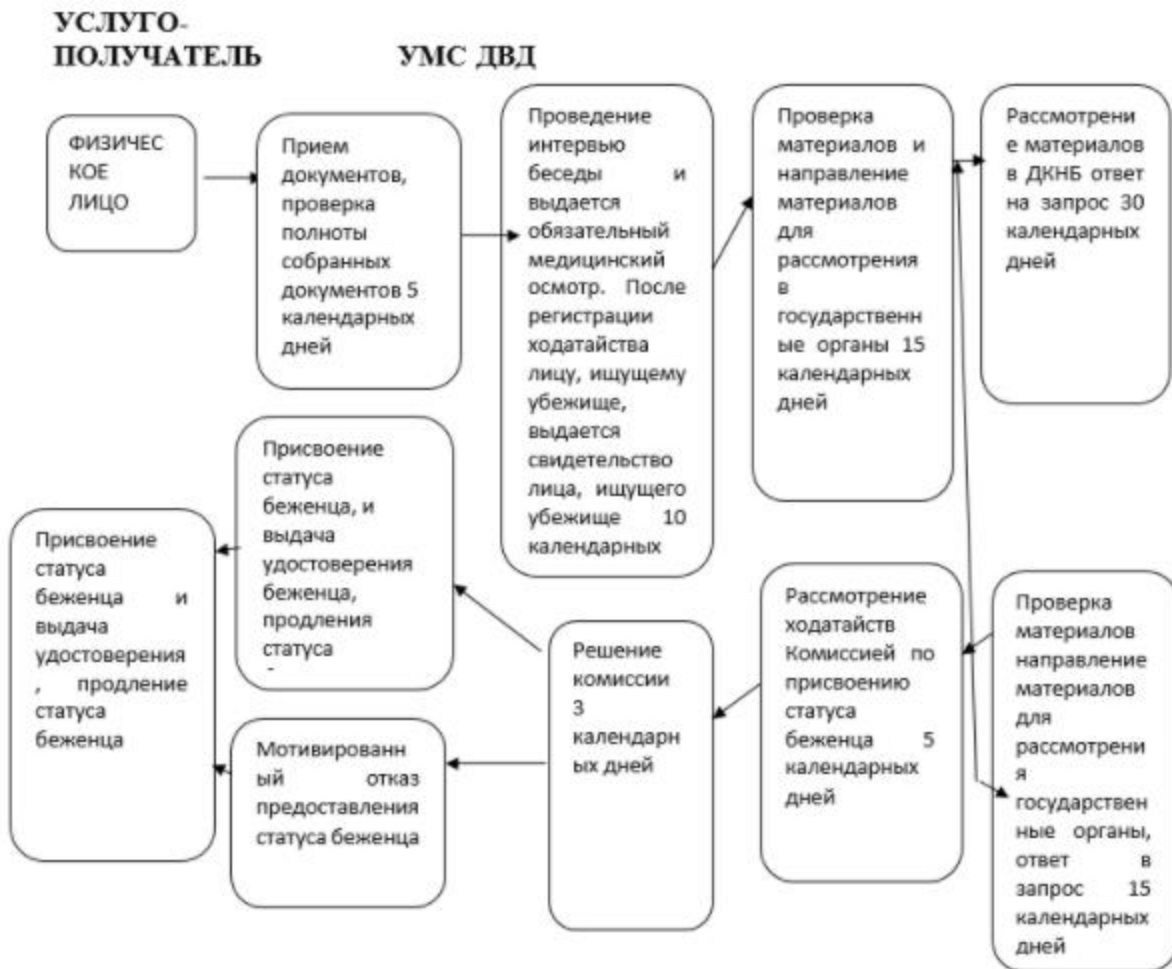 УСЛУГО-
ПОЛУЧАТЕЛЬ
УМС ДВД
ФИЗИЧЕС
КОЕ
ЛИЦО
Прием
документов,
проверка
полноты
собранных
документов 5
календарных
дней
Проведение
интервью
беседы и
выдается
обязательный
медицинский
осмотр. После
регистрации
ходатайства
лицу, ищущему
убежище,
выдается
свидетельство
лица, ищущего
убежище 10
календарных
Проверка
материалов и
направление
материалов
для
рассмотрения
в
государственн
ые органы 15
календарных
дней
Рассмотрени
е материалов
в ДКНБ ответ
на запрос 30
календарных
дней
Проверка
материалов
направление
материалов
для
рассмотрени
я
государствен
ные органы,
ответ в
запрос 15
календарных
дней
Рассмотрение
ходатайств
Комиссией по
присвоению
статуса
беженца 5
календарных
дней
Решение
комиссии
3
календарн
ых дней
Присвоение
статуса
беженца, и
выдача
удостоверения
беженца,
продления
статуса
Мотивированн
ый отказ
предоставления
статуса беженца
Присвоение
статуса
беженца и
выдача
удостоверения
, продление
статуса
беженца